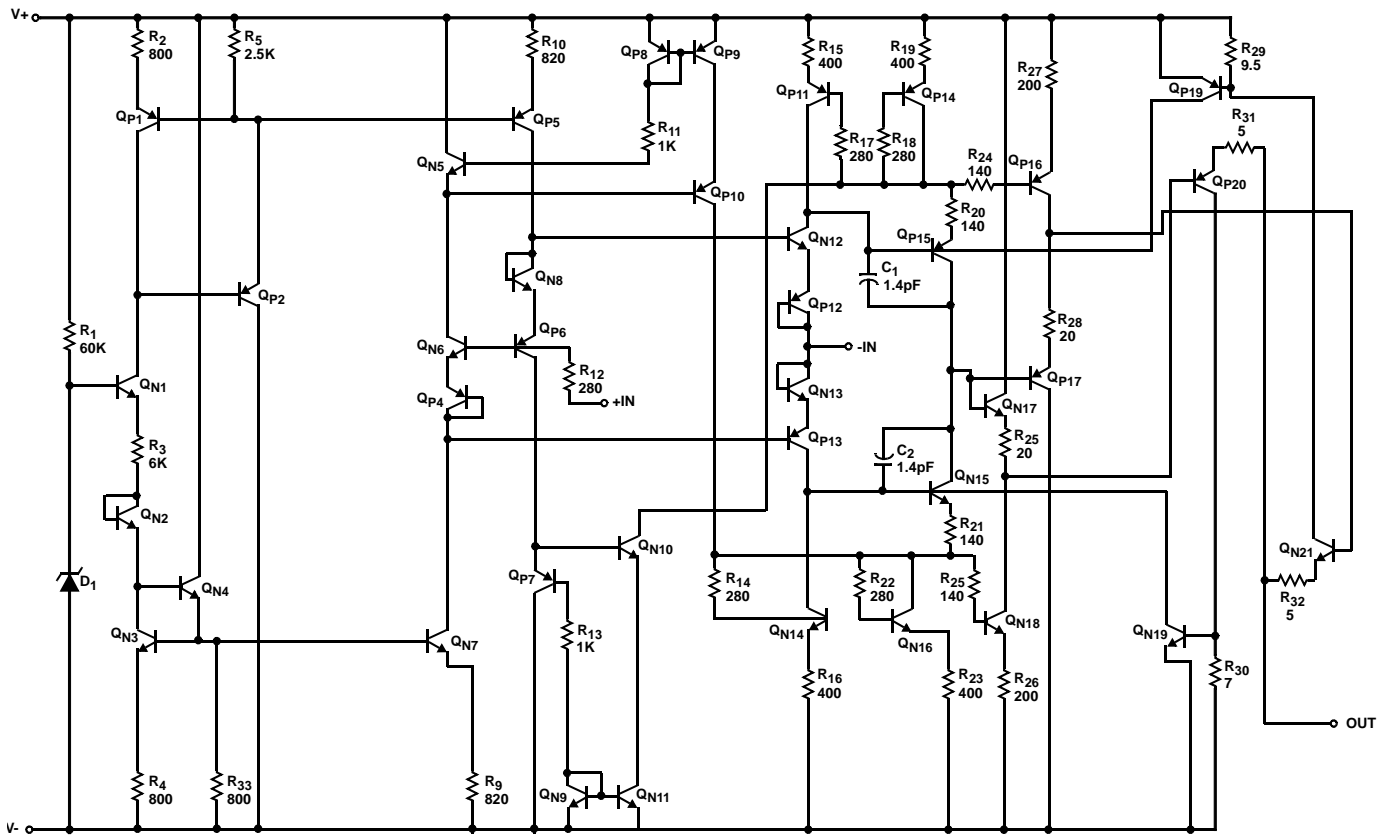 V+
R2
800
R5
2.5K
R10
820
QP8
QP9
R15
400
R19
400
R27
200
R29
9.5
QP1
QP5
R11
1K
QP11
QP14
QP19
R31
5
QN5
R17
280
R18
280
R24
140
QP16
QP20
QP10
R20
140
QN12
QP15
QN8
C1
1.4pF
QP2
QP12
R1
60K
QP6
R28
20
QN6
-IN
R12
280
QN1
QP4
+IN
QN13
QP17
QN17
R3
6K
QP13
R25
20
C2
1.4pF
QN15
QN2
R21
140
QN10
QN21
D1
QN4
QP7
R14
280
R22
280
R25
140
R32
5
QN3
QN7
R13
1K
QN14
QN16
QN18
QN19
R16
400
R23
400
R26
200
R30
7
OUT
R4
800
R33
800
R9
820
QN9
QN11
V-